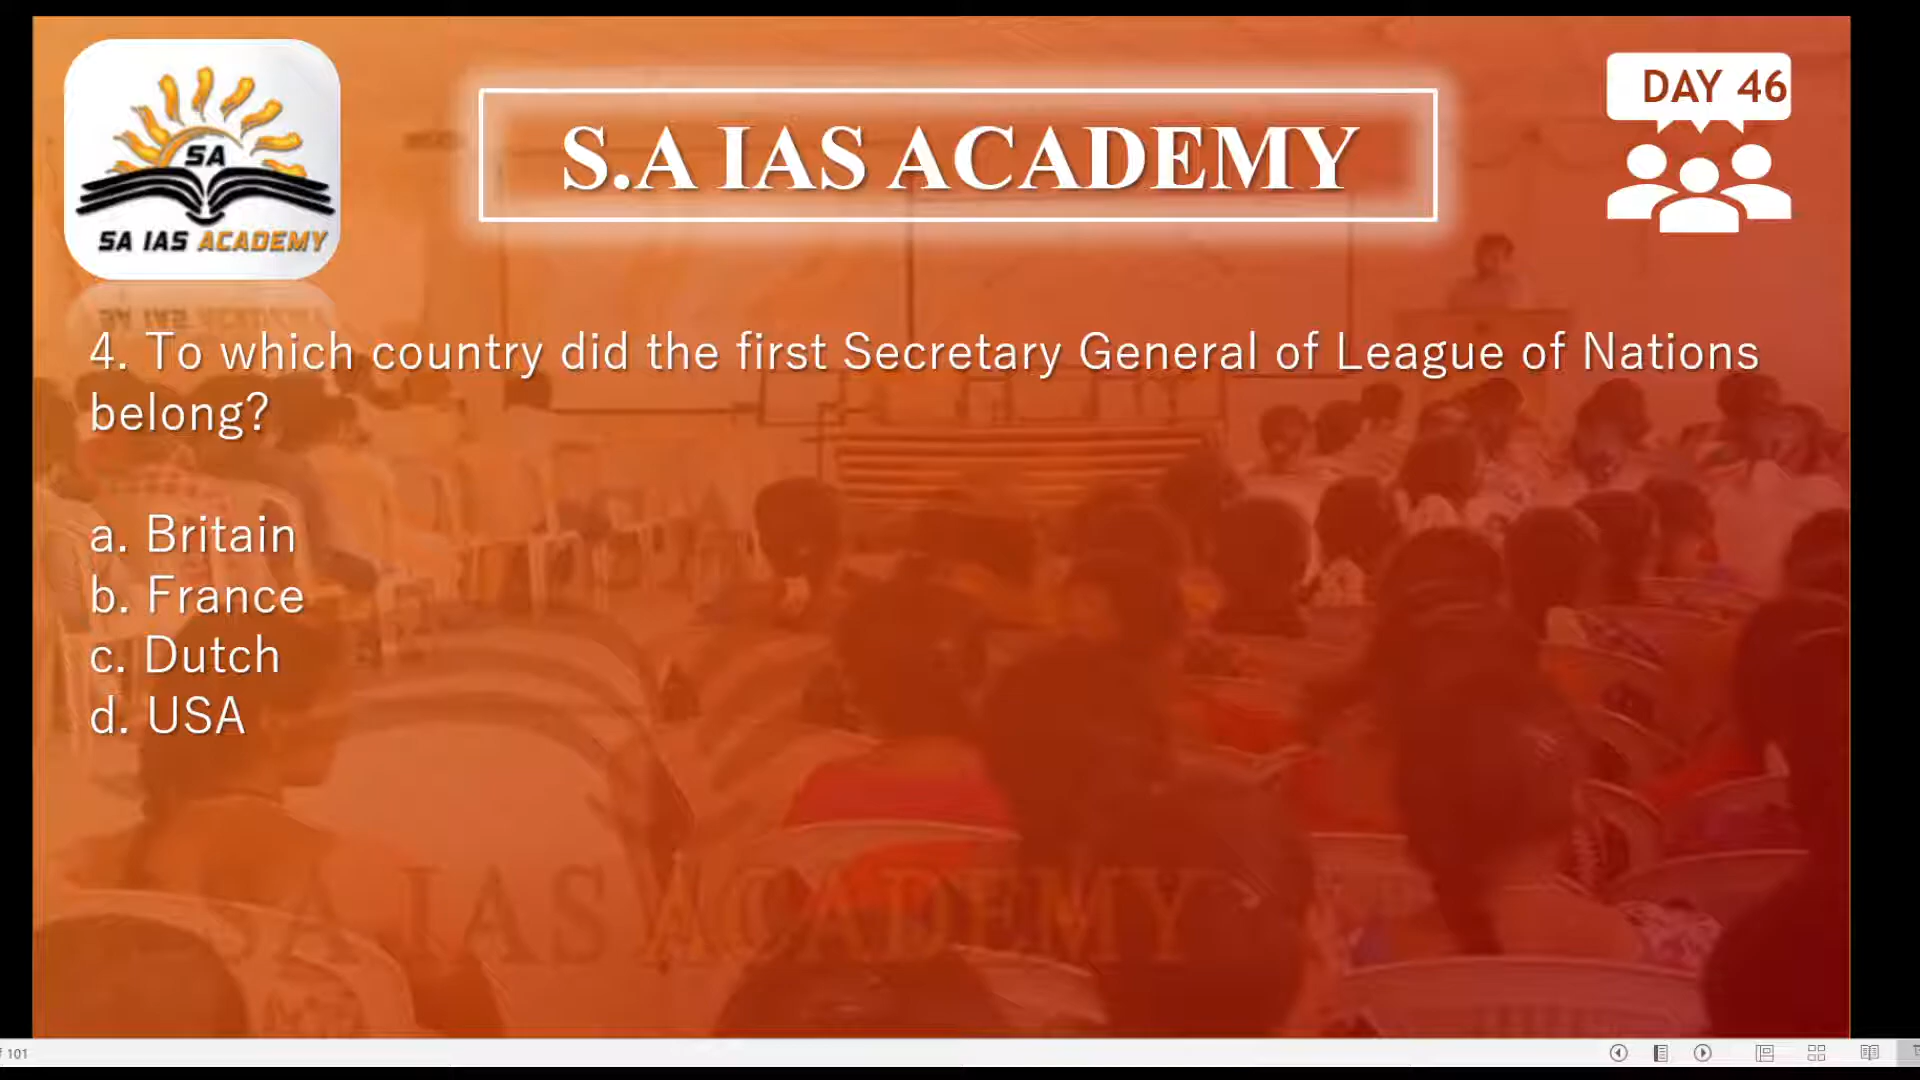 SA
SA IAS ACADEMY
S.A IAS ACADEMY
DAY 46
4. To which country did the first Secretary General of League of Nations
belong?
a. Britain
b. France
c. Dutch
d. USA
SA IAS ACADEMY
101